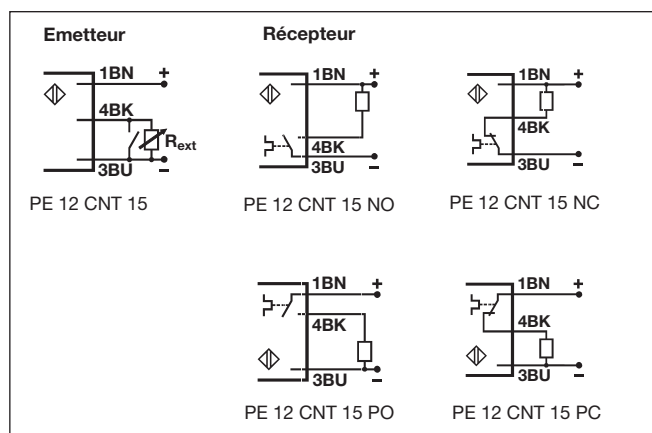 Emetteur
Récepteur
1BN +
4BK
Rext
3BU −
PE 12 CNT 15
1BN +
4BK
3BU −
PE 12 CNT 15 NO
1BN +
4BK
3BU −
PE 12 CNT 15 NC
1BN +
4BK
3BU −
PE 12 CNT 15 PO
1BN +
4BK
3BU −
PE 12 CNT 15 PC